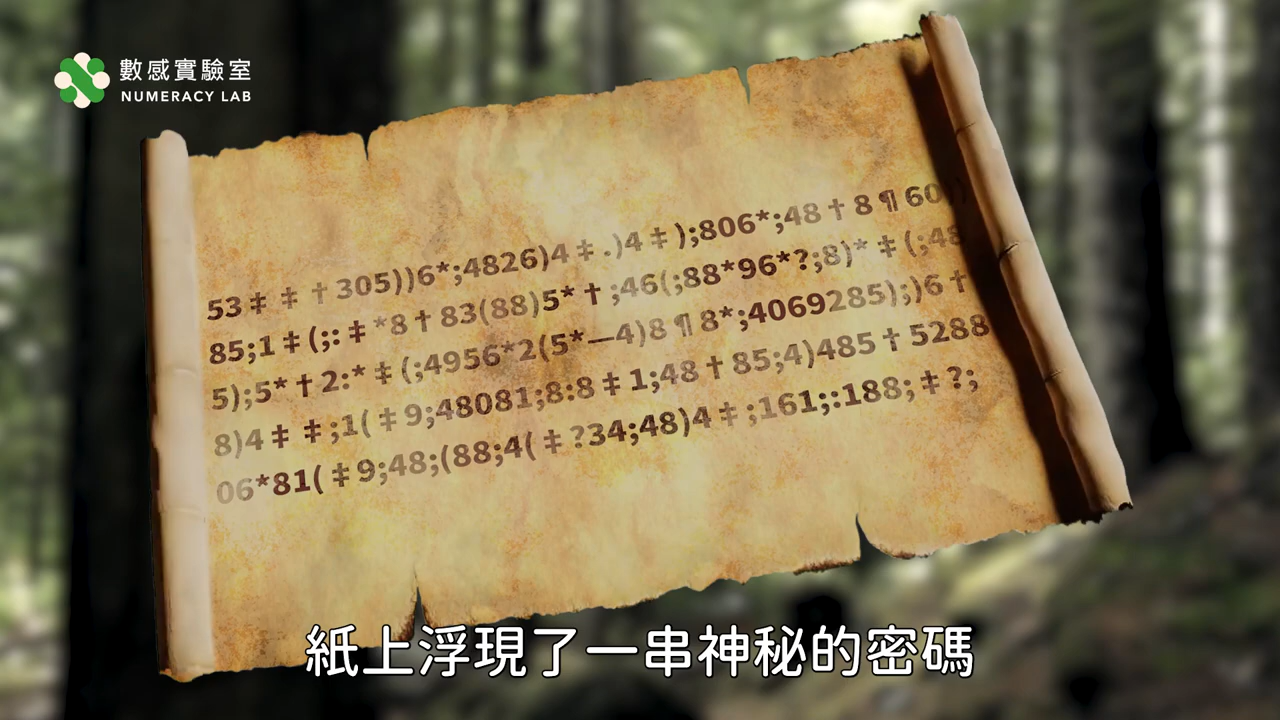 數感實驗室
NUMERACY LAB
53‡‡†305))6*;4826)4‡.)4‡);806*;48†8¶60))
85;1‡(;:‡*8†83(88)5*†;46(;88*96*?;8)*‡(;48
5);5*†2:*‡(;4956*2(5*—4)8¶8*;4069285);)6†
8)4‡‡;1(‡9;48081;8:8‡1;48†85;4)485†5288
06*81(‡9;48;(88;4(‡?34;48)4‡;161;:188;‡?;
紙上浮現了一串神秘的密碼